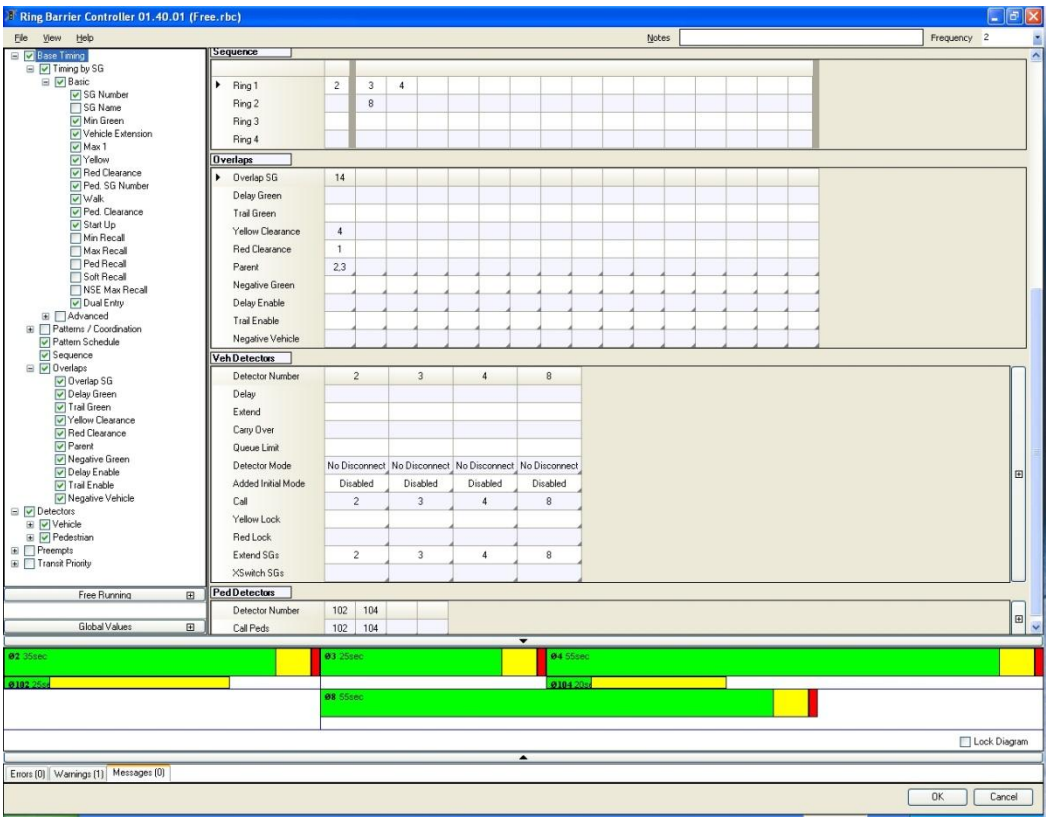 Ring Barrier Controller 01.40.01 (Free.rbc)
File View Help Notes Frequency 2
Base Timing
Timing by SG
Basic
SG Number
SG Name
Min Green
Vehicle Extension
Max 1
Yellow
Red Clearance
Ped. SG Number
Walk
Ped. Clearance
Start Up
Min Recall
Max Recall
Ped Recall
Soft Recall
NSE Max Recall
Dual Entry
Advanced
Patterns / Coordination
Pattern Schedule
Sequence
Overlaps
Overlap SG
Delay Green
Trail Green
Yellow Clearance
Red Clearance
Parent
Negative Green
Delay Enable
Trail Enable
Negative Vehicle
Detectors
Vehicle
Pedestrian
Preempts
Transit Priority
Free Running
Global Values
Sequence
Ring 1 2 3 4
Ring 2 8
Ring 3
Ring 4
Overlaps
Overlap SG 14
Delay Green
Trail Green
Yellow Clearance 4
Red Clearance 1
Parent 2,3
Negative Green
Delay Enable
Trail Enable
Negative Vehicle
Veh Detectors
Detector Number 2 3 4 8
Delay
Extend
Carry Over
Queue Limit
Detector Mode No Disconnect No Disconnect No Disconnect No Disconnect
Added Initial Mode Disabled Disabled Disabled Disabled
Call 2 3 4 8
Yellow Lock
Red Lock
Extend SGs 2 3 4 8
XSwitch SGs
Ped Detectors
Detector Number 102 104
Call Peds 102 104
Ø2 35sec Ø3 25sec Ø4 55sec
Ø102 25se Ø104 20se
Ø8 55sec
Lock Diagram
Errors (0) Warnings (1) Messages (0)
OK Cancel